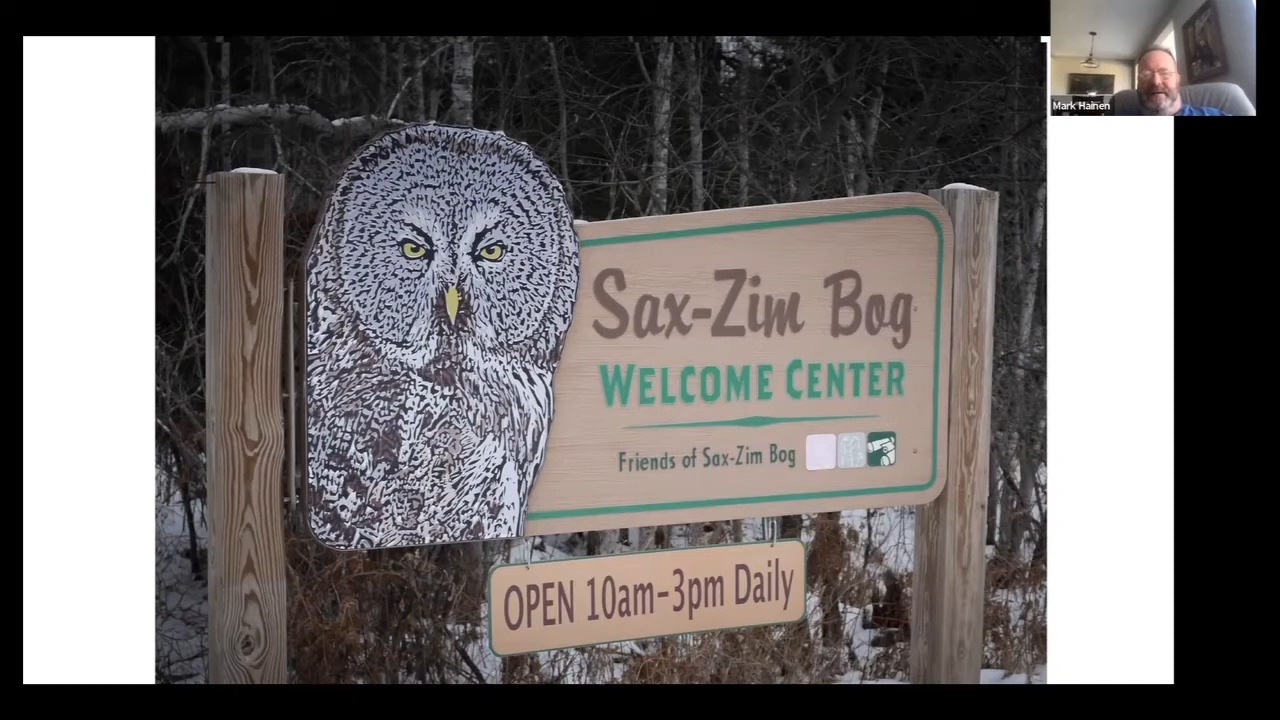 Mark Hainen
Sax-Zim Bog
WELCOME CENTER
Friends of Sax-Zim Bog
OPEN 10am-3pm Daily